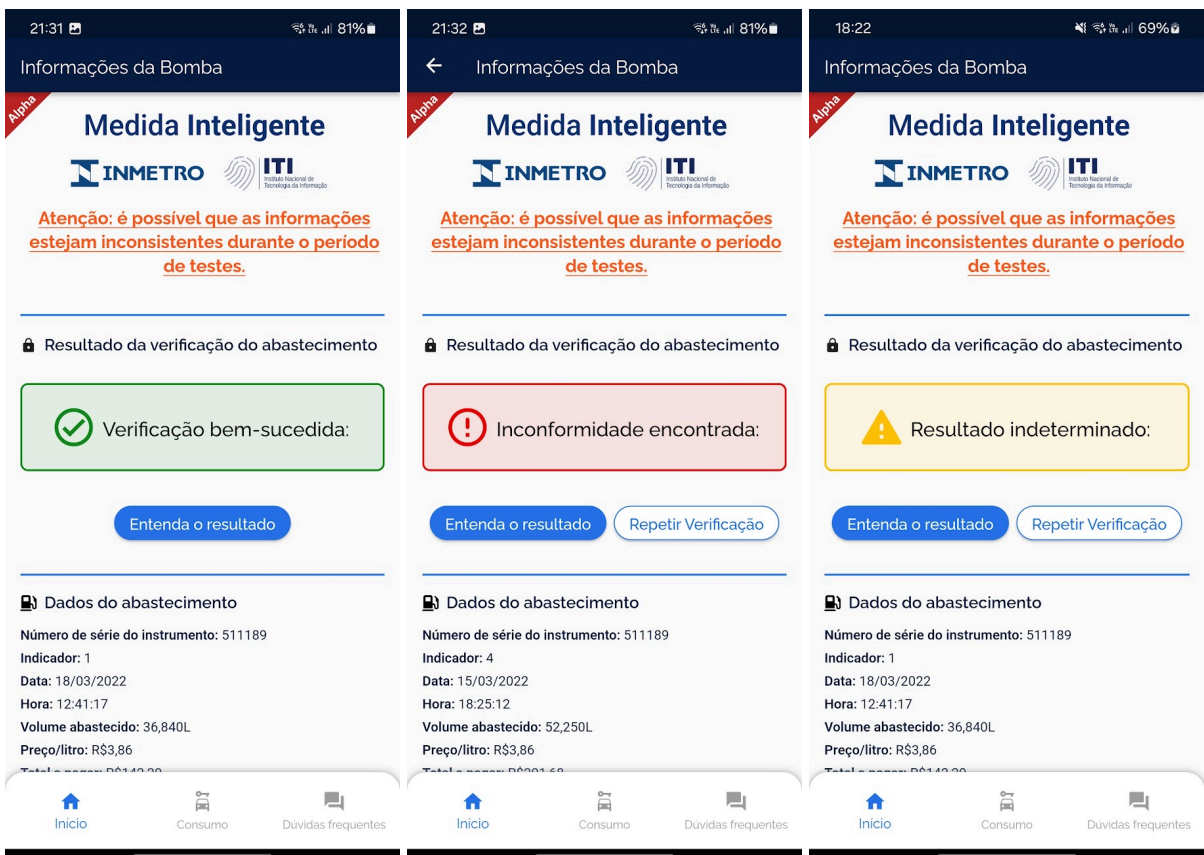 21:31
81%
Informações da Bomba
Alpha
Medida Inteligente
INMETRO
ITI
Instituto Nacional de
Tecnologia da Informação
Atenção: é possível que as informações
estejam inconsistentes durante o período
de testes.
Resultado da verificação do abastecimento
Verificação bem-sucedida:
Entenda o resultado
Dados do abastecimento
Número de série do instrumento: 511189
Indicador: 1
Data: 18/03/2022
Hora: 12:41:17
Volume abastecido: 36,840L
Preço/litro: R$3,86
Início
Consumo
Dúvidas frequentes
21:32
81%
Informações da Bomba
Alpha
Medida Inteligente
INMETRO
ITI
Instituto Nacional de
Tecnologia da Informação
Atenção: é possível que as informações
estejam inconsistentes durante o período
de testes.
Resultado da verificação do abastecimento
Inconformidade encontrada:
Entenda o resultado
Repetir Verificação
Dados do abastecimento
Número de série do instrumento: 511189
Indicador: 4
Data: 15/03/2022
Hora: 18:25:12
Volume abastecido: 52,250L
Preço/litro: R$3,86
Início
Consumo
Dúvidas frequentes
18:22
69%
Informações da Bomba
Alpha
Medida Inteligente
INMETRO
ITI
Instituto Nacional de
Tecnologia da Informação
Atenção: é possível que as informações
estejam inconsistentes durante o período
de testes.
Resultado da verificação do abastecimento
Resultado indeterminado:
Entenda o resultado
Repetir Verificação
Dados do abastecimento
Número de série do instrumento: 511189
Indicador: 1
Data: 18/03/2022
Hora: 12:41:17
Volume abastecido: 36,840L
Preço/litro: R$3,86
Início
Consumo
Dúvidas frequentes